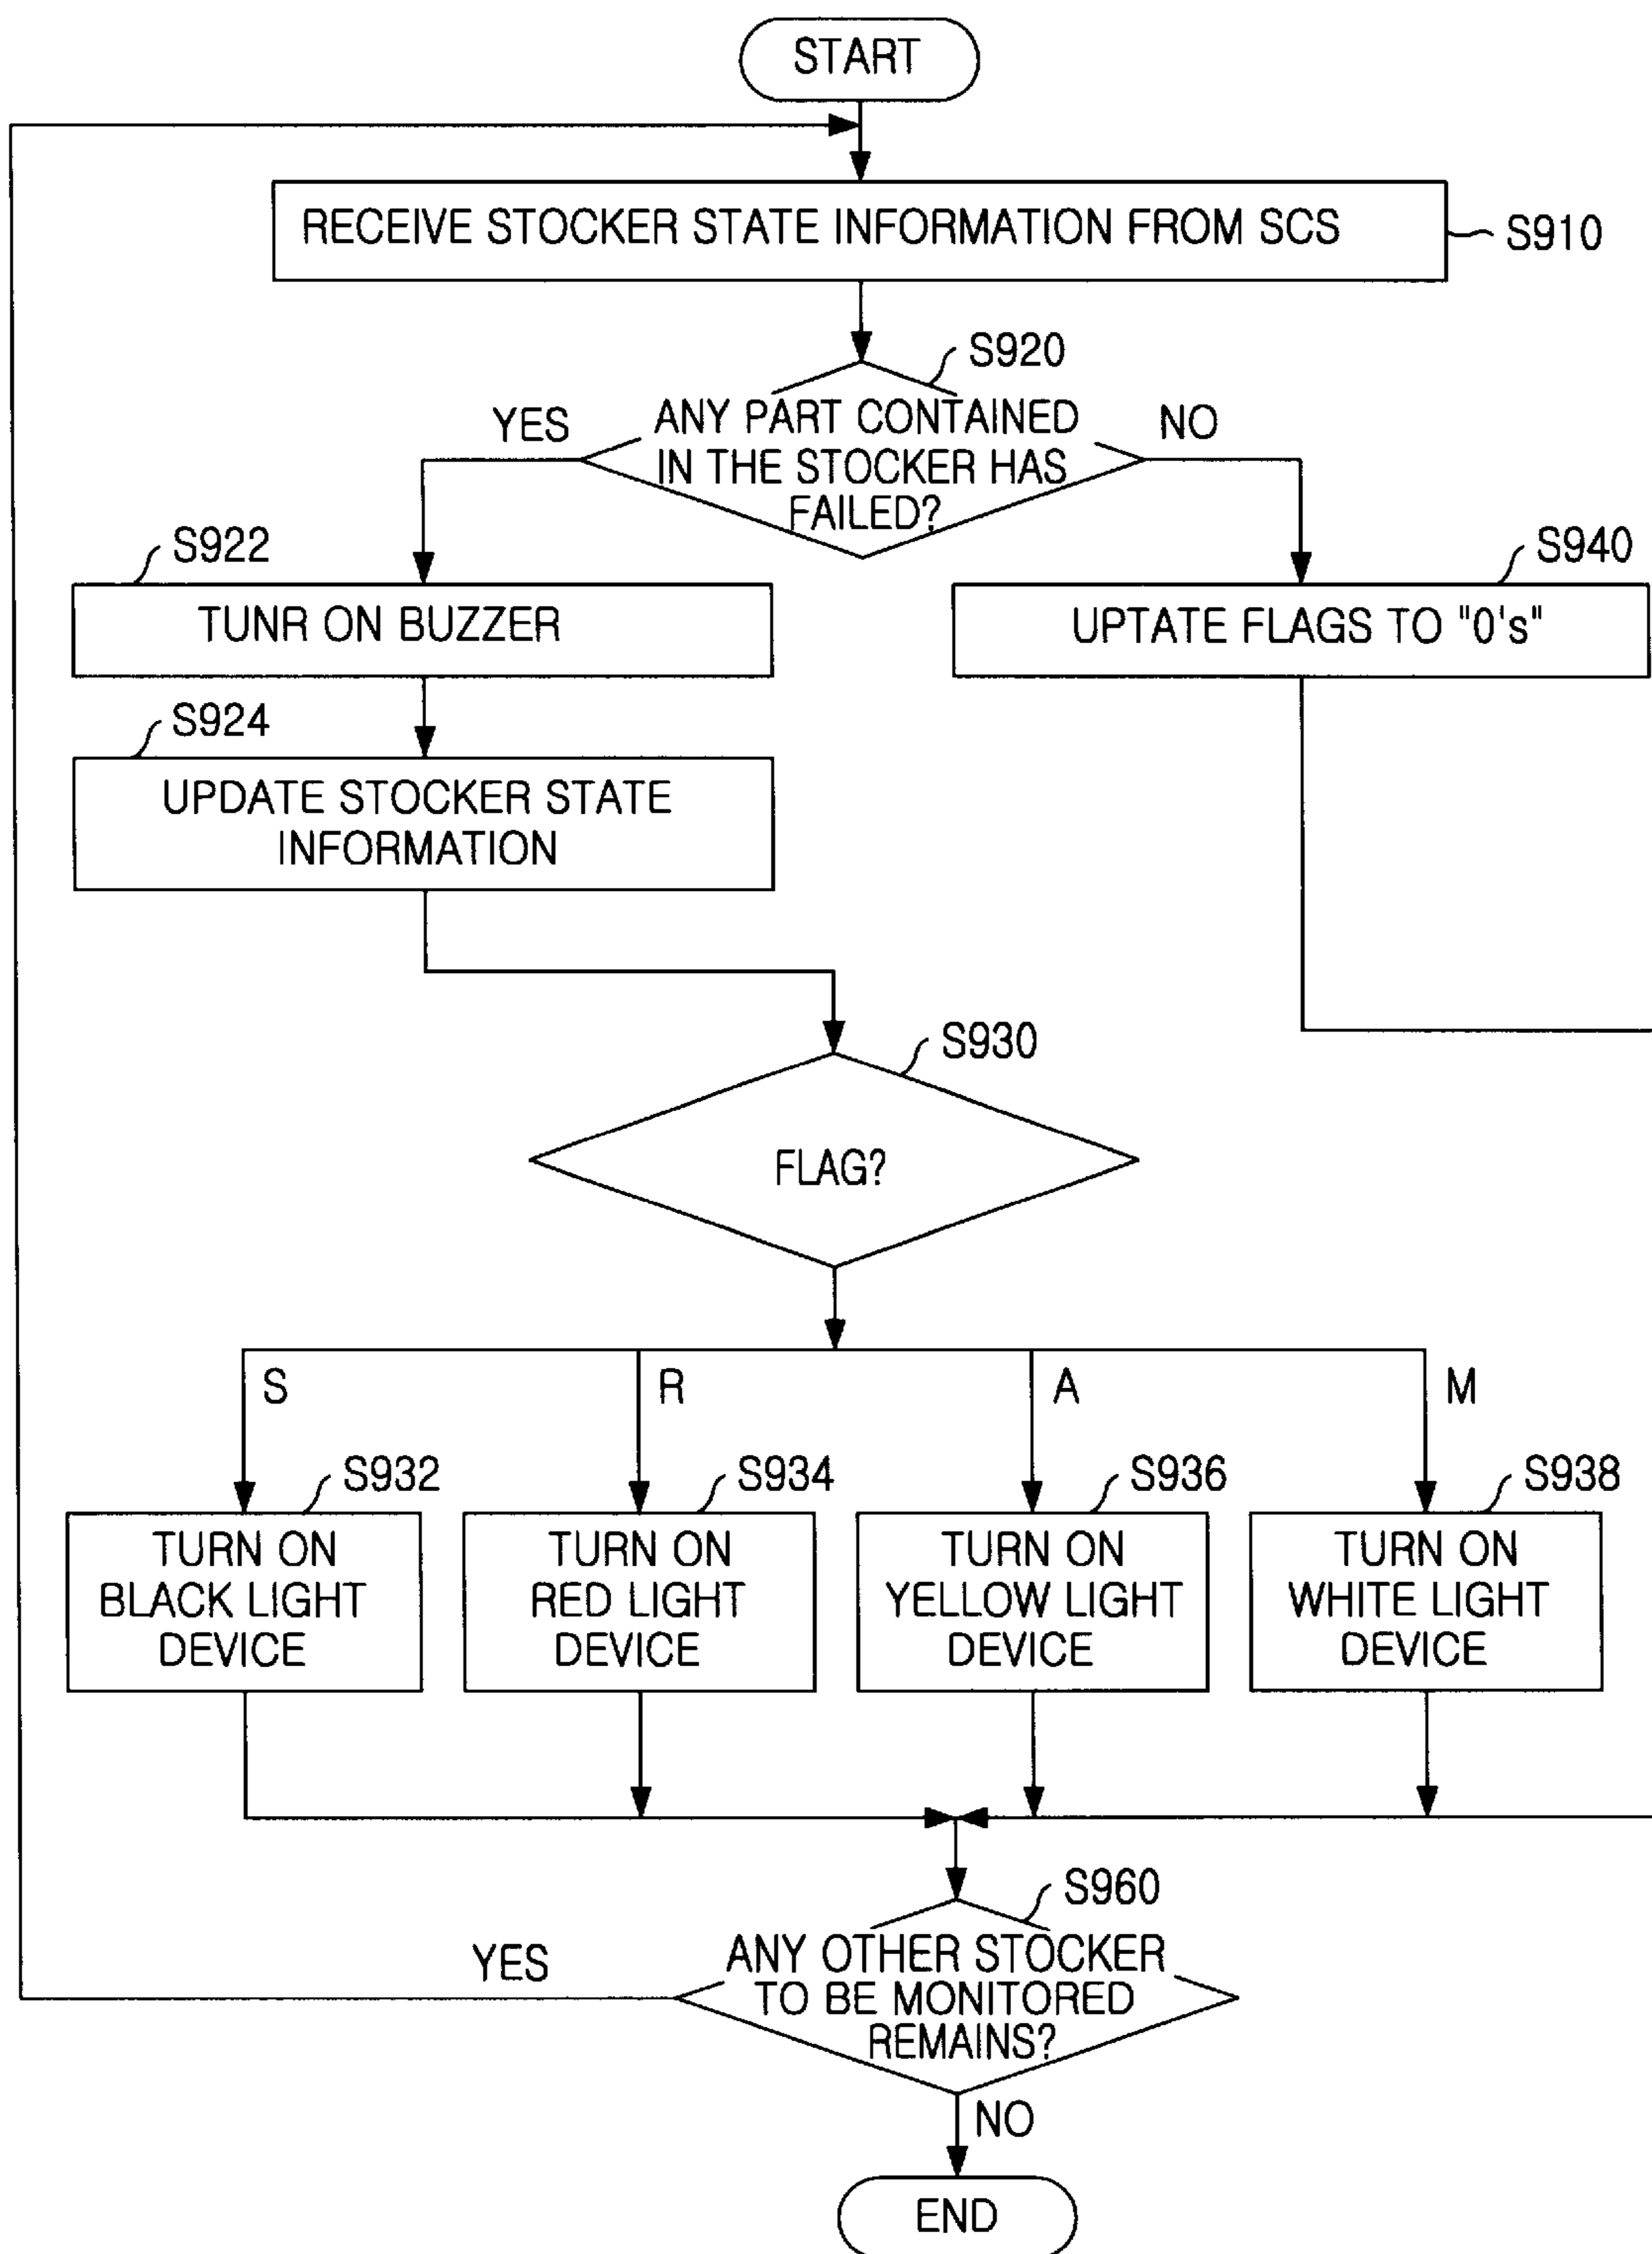 START
RECEIVE STOCKER STATE INFORMATION FROM SCS
S910
S920
YES
ANY PART CONTAINED
IN THE STOCKER HAS
FAILED?
NO
S922
TUNR ON BUZZER
S940
UPTATE FLAGS TO "0's"
S924
UPDATE STOCKER STATE
INFORMATION
S930
FLAG?
S
R
A
M
S932
TURN ON
BLACK LIGHT
DEVICE
S934
TURN ON
RED LIGHT
DEVICE
S936
TURN ON
YELLOW LIGHT
DEVICE
S938
TURN ON
WHITE LIGHT
DEVICE
S960
YES
ANY OTHER STOCKER
TO BE MONITORED
REMAINS?
NO
END